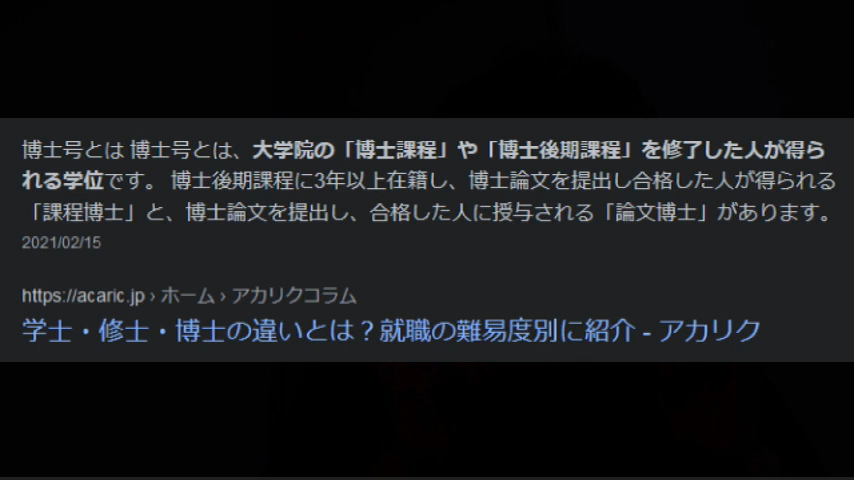 博士号とは 博士号とは、大学院の「博士課程」や「博士後期課程」を修了した人が得ら
れる学位です。 博士後期課程に3年以上在籍し、博士論文を提出し合格した人が得られる
「課程博士」と、博士論文を提出し、合格した人に授与される「論文博士」があります。
2021/02/15
https://acaric.jp › ホーム › アカリクコラム
学士・修士・博士の違いとは？就職の難易度別に紹介 - アカリク